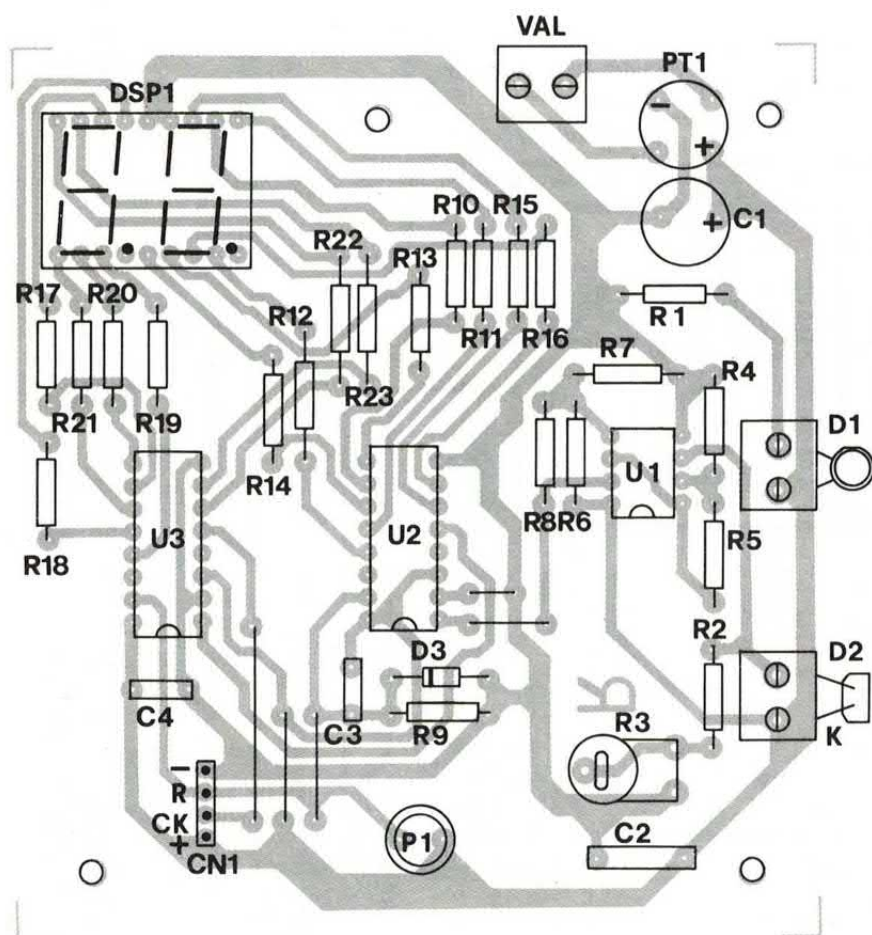 VAL
PT1
DSP1
−
+
+ C1
R10 R15
R22
R13
R17 R20
R12
R1
R11 R16
R7
R4
R23
D1
R21 R19
R14
U1
R8 R6
U3
U2
R5
R18
R2
D3
D2
C4
C3
R9
R3
K
−
R
CK
+
CN1
P1
C2